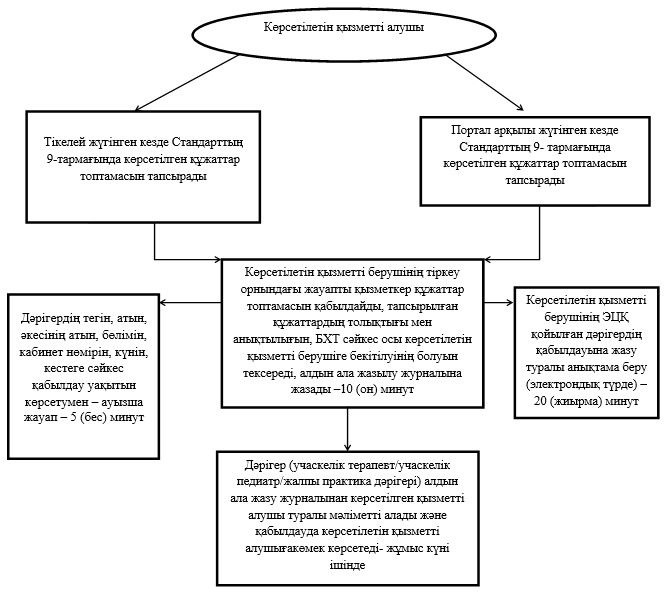 Көрсетілетін қызметті алушы
Тікелей жүгінген кезде Стандарттың
9-тармағында көрсетілген құжаттар
топтамасын тапсырады
Портал арқылы жүгінген кезде
Стандарттың 9- тармағында
көрсетілген құжаттар топтамасын
тапсырады
Көрсетілетін қызметті берушінің тіркеу
орнындағы жауапты қызметкер құжаттар
топтамасын қабылдайды, тапсырылған
құжаттардың толықтығы мен
анықтылығын, БХТ сәйкес осы көрсетілетін
қызметті берушіге бекітілуінің болуын
тексереді, алдын ала жазылу журналына
жазады –10 (он) минут
Дәрігердің тегін, атын,
әкесінің атын, бөлімін,
кабинет нөмірін, күнін,
кестеге сәйкес
қабылдау уақытын
көрсетумен – ауызша
жауап – 5 (бес) минут
Көрсетілетін қызметті
берушінің ЭЦҚ
қойылған дәрігердің
қабылдауына жазу
туралы анықтама беру
(электрондық түрде) –
20 (жиырма) минут
Дәрігер (учаскелік терапевт/учаскелік
педиатр/жалпы практика дәрігері) алдын
ала жазу журналынан көрсетілген қызметті
алушы туралы мәліметті алады және
қабылдауда көрсетілетін қызметті
алушығакөмек көрсетеді- жұмыс күні
ішінде